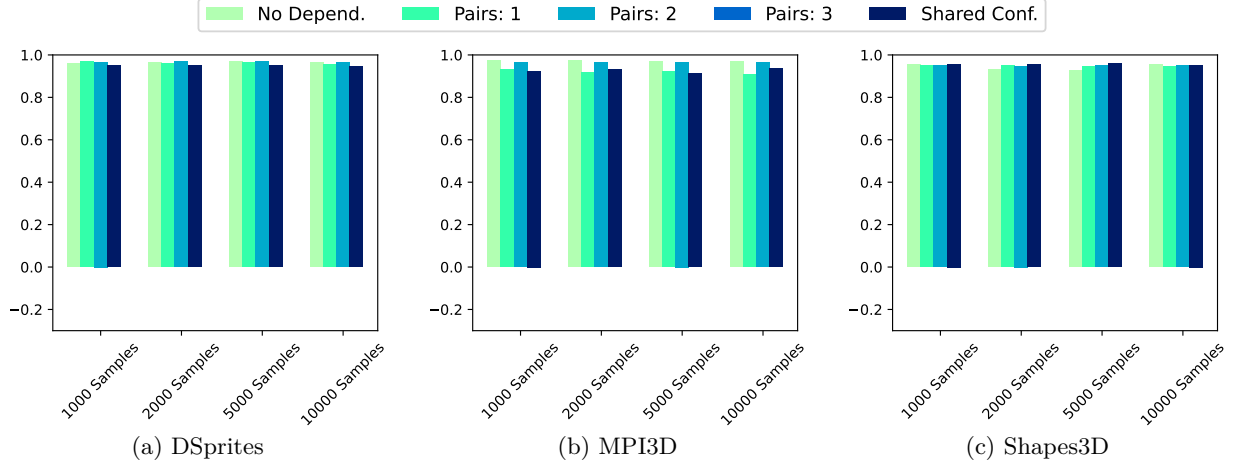 No Depend. Pairs: 1 Pairs: 2 Pairs: 3 Shared Conf.
1.0
0.8
0.6
0.4
0.2
0.0
−0.2
1000 Samples
2000 Samples
5000 Samples
10000 Samples
(a) DSprites
1.0
0.8
0.6
0.4
0.2
0.0
−0.2
1000 Samples
2000 Samples
5000 Samples
10000 Samples
(b) MPI3D
1.0
0.8
0.6
0.4
0.2
0.0
−0.2
1000 Samples
2000 Samples
5000 Samples
10000 Samples
(c) Shapes3D